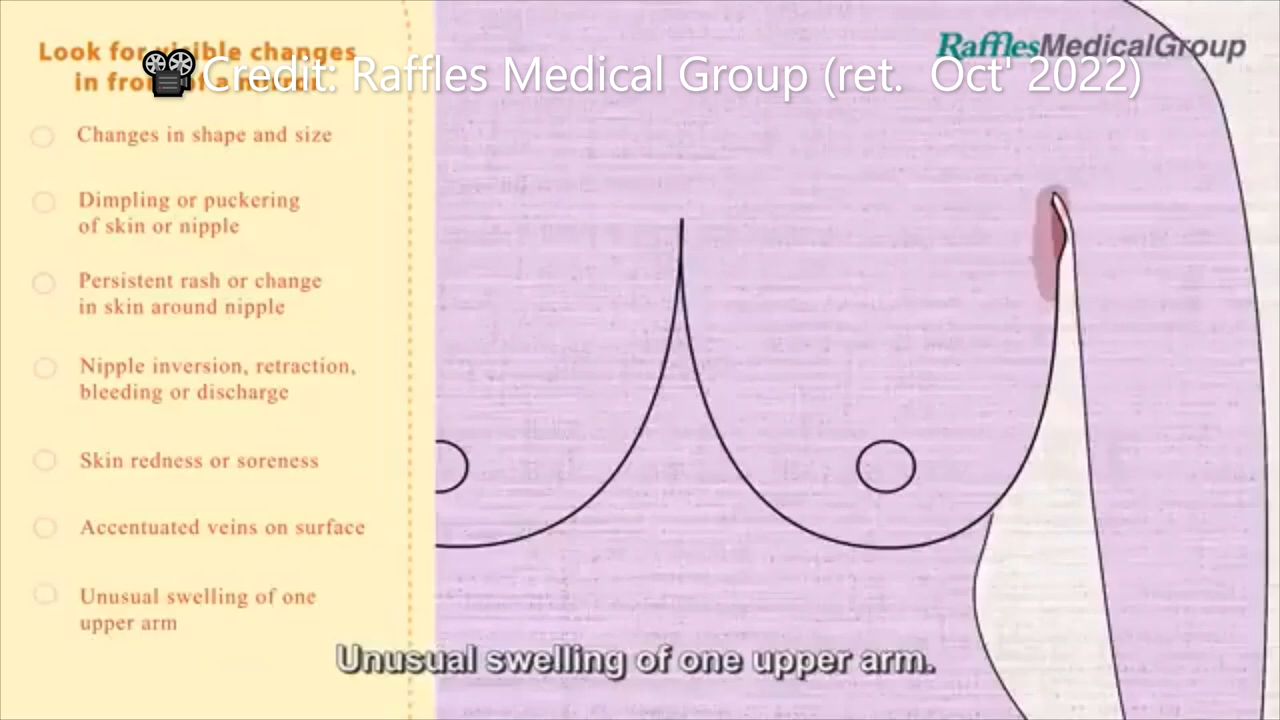 Look for visible changes
in front of a mirror
RafflesMedicalGroup
🎥 Credit: Raffles Medical Group (ret. Oct' 2022)
Changes in shape and size
Dimpling or puckering
of skin or nipple
Persistent rash or change
in skin around nipple
Nipple inversion, retraction,
bleeding or discharge
Skin redness or soreness
Accentuated veins on surface
Unusual swelling of one
upper arm
Unusual swelling of one upper arm.